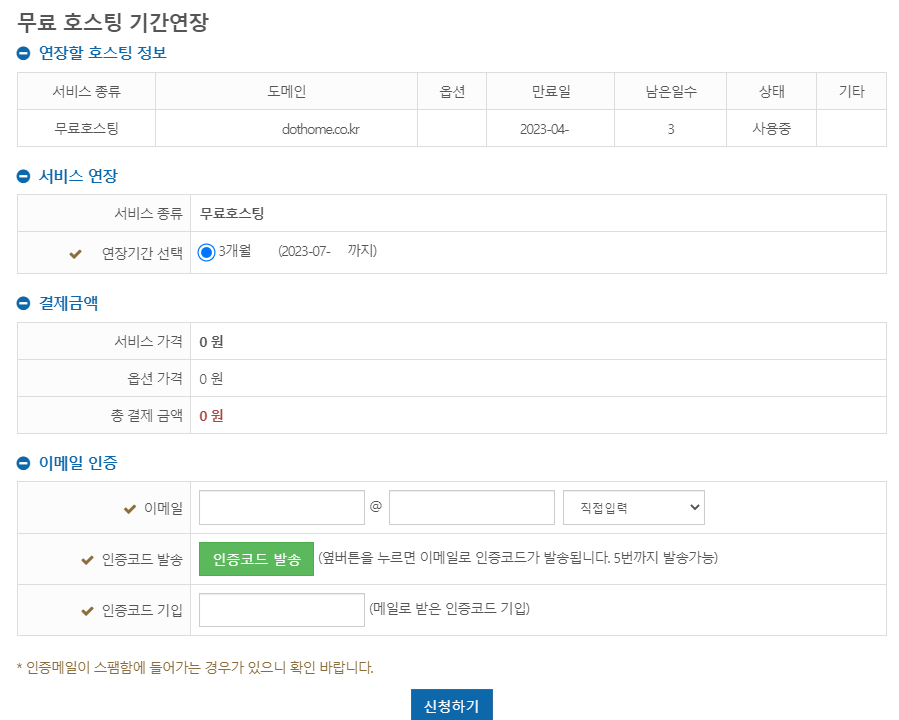 무료 호스팅 기간연장
연장할 호스팅 정보
서비스 종류 도메인 옵션 만료일 남은일수 상태 기타
무료호스팅 dothome.co.kr 2023-04- 3 사용중
서비스 연장
서비스 종류 무료호스팅
연장기간 선택 3개월 (2023-07- 까지)
결제금액
서비스 가격 0 원
옵션 가격 0 원
총 결제 금액 0 원
이메일 인증
이메일 @ 직접입력
인증코드 발송 인증코드 발송 (옆버튼을 누르면 이메일로 인증코드가 발송됩니다. 5번까지 발송가능)
인증코드 기입 (메일로 받은 인증코드 기입)
* 인증메일이 스팸함에 들어가는 경우가 있으니 확인 바랍니다.
신청하기